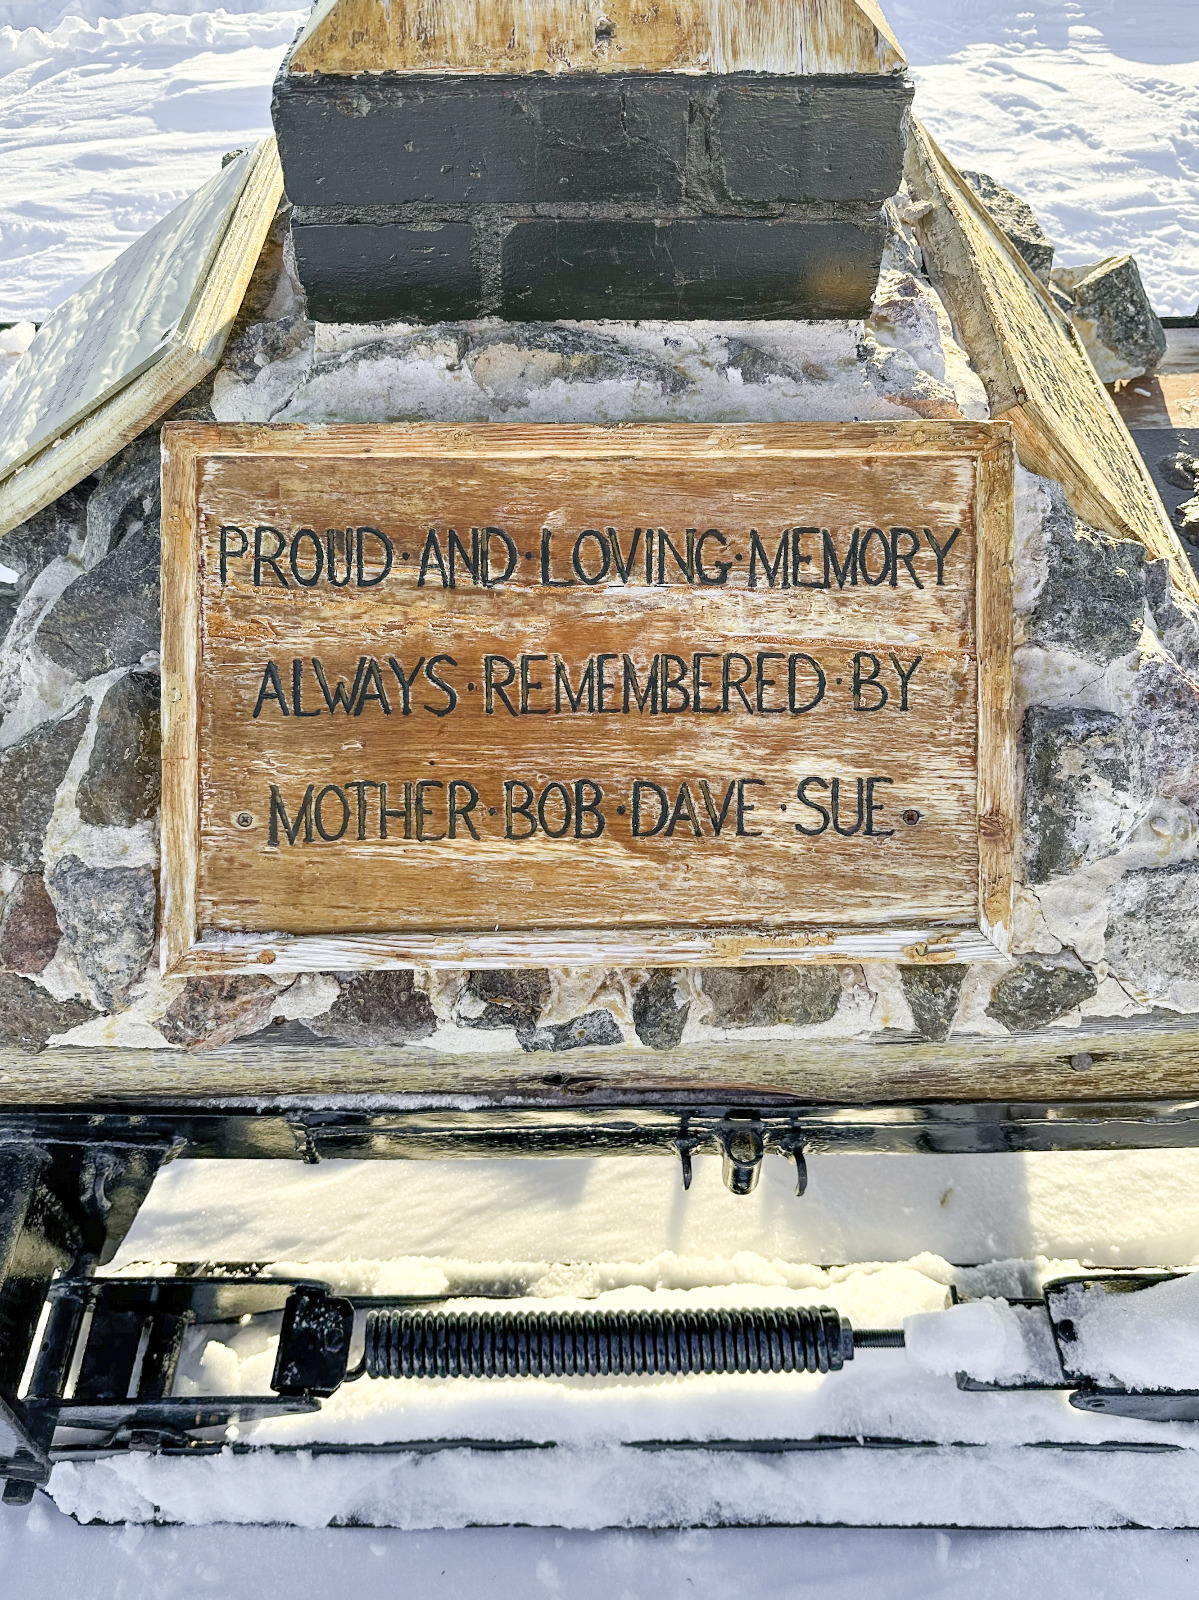 PROUD·AND·LOVING·MEMORY
ALWAYS·REMEMBERED·BY
MOTHER·BOB·DAVE·SUE